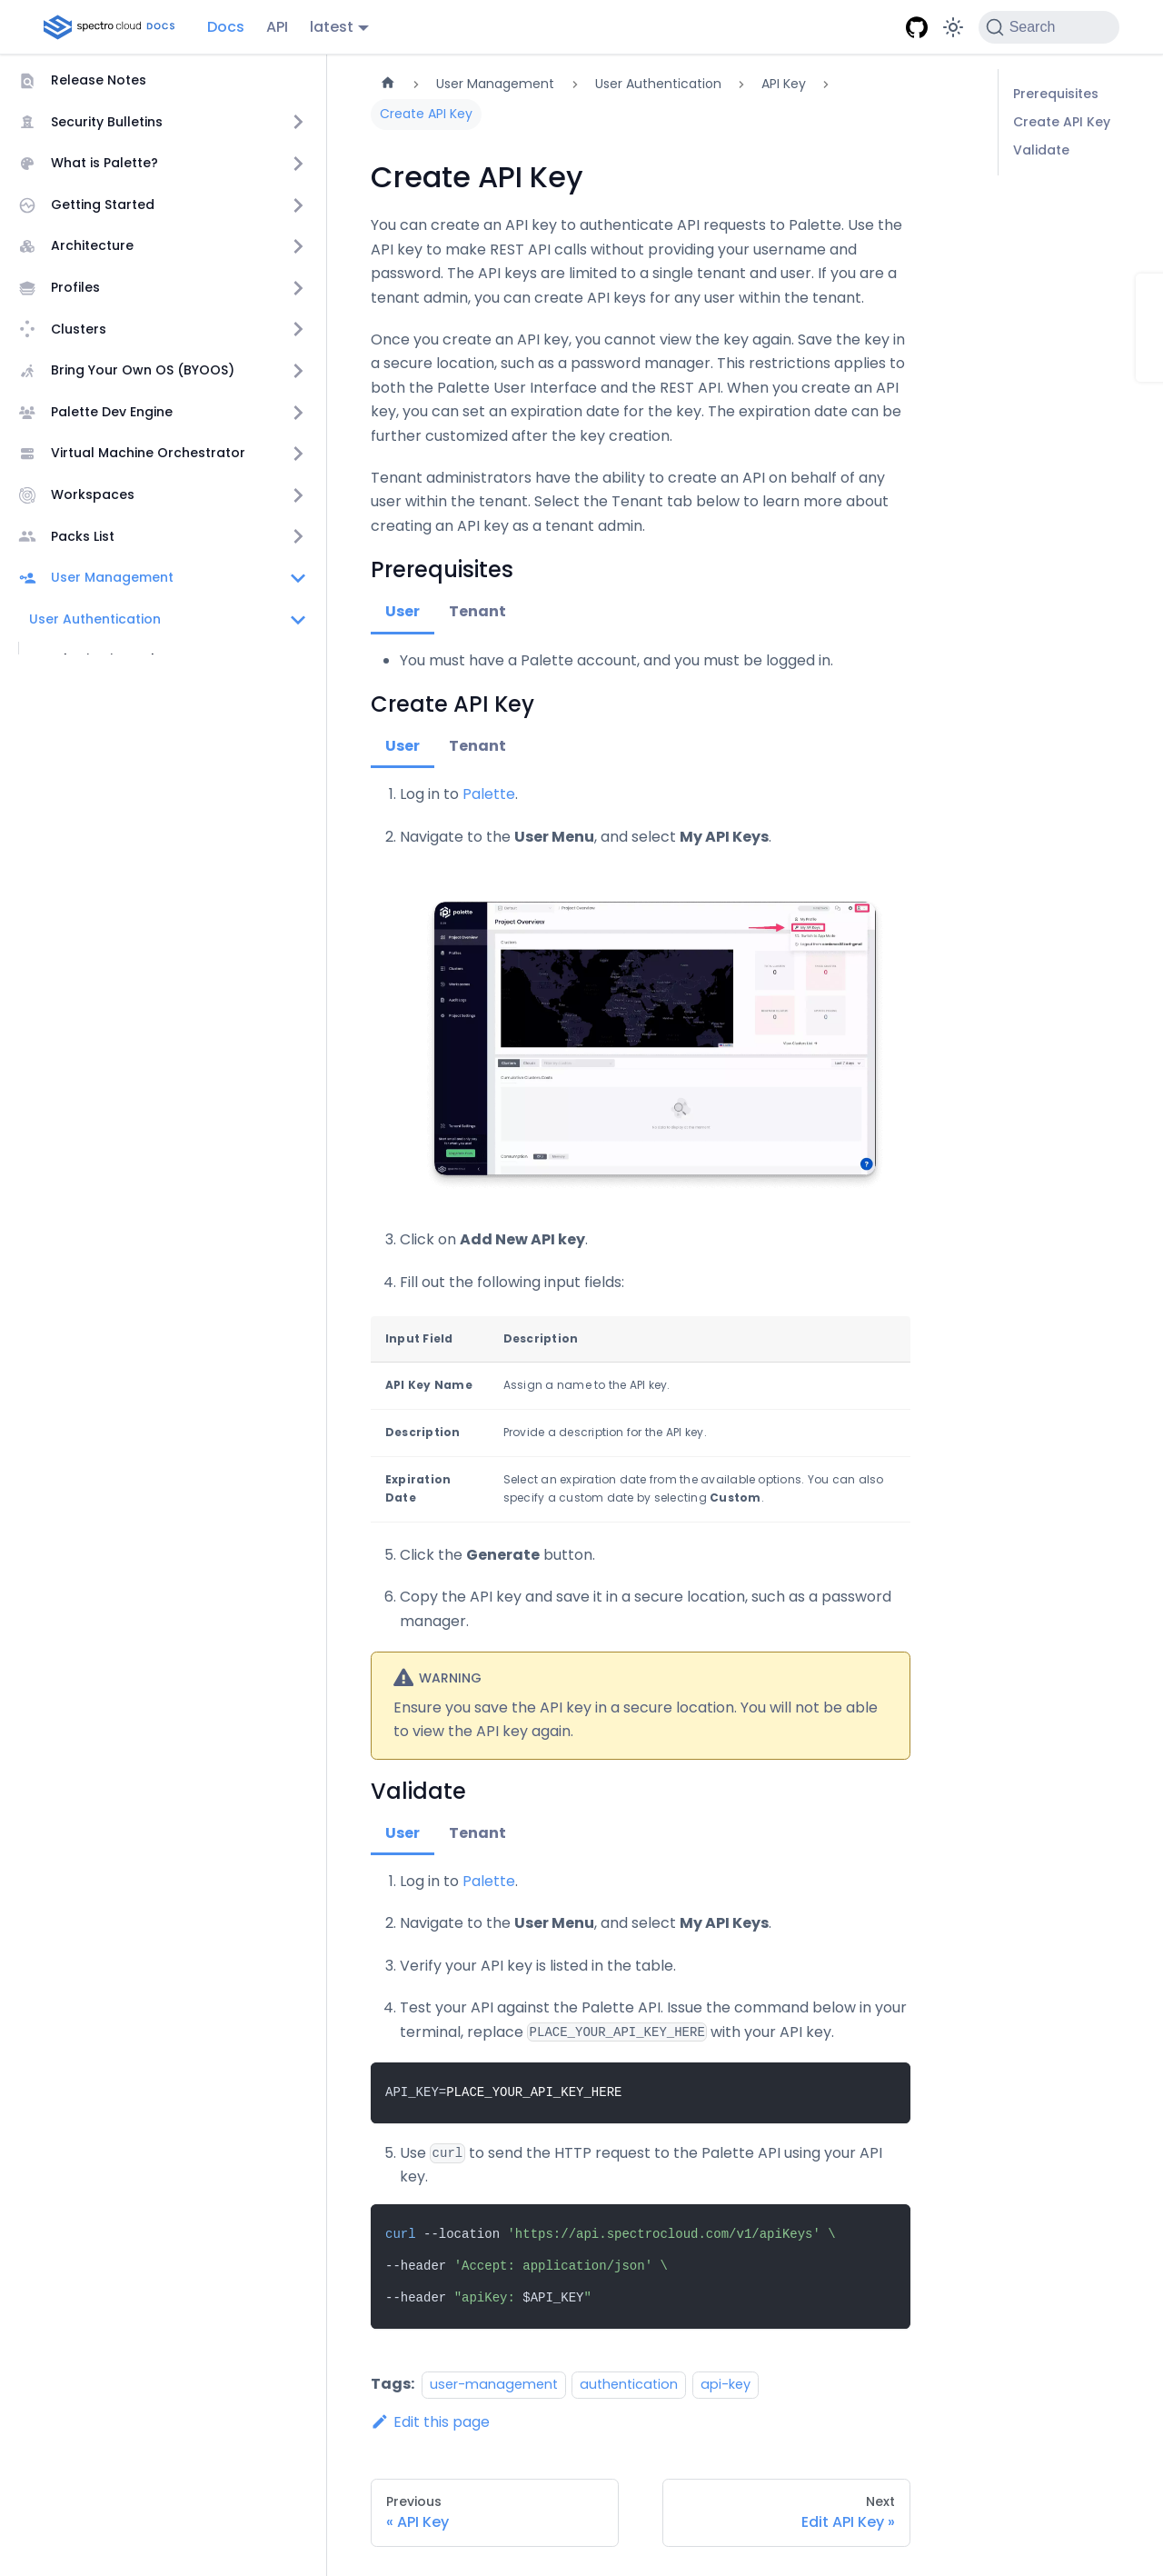 spectro cloud DOCS
Docs
API
latest
Search
Release Notes
Security Bulletins
What is Palette?
Getting Started
Architecture
Profiles
Clusters
Bring Your Own OS (BYOOS)
Palette Dev Engine
Virtual Machine Orchestrator
Workspaces
Packs List
User Management
User Authentication
User Management
User Authentication
API Key
Create API Key
Create API Key
You can create an API key to authenticate API requests to Palette. Use the
API key to make REST API calls without providing your username and
password. The API keys are limited to a single tenant and user. If you are a
tenant admin, you can create API keys for any user within the tenant.
Once you create an API key, you cannot view the key again. Save the key in
a secure location, such as a password manager. This restrictions applies to
both the Palette User Interface and the REST API. When you create an API
key, you can set an expiration date for the key. The expiration date can be
further customized after the key creation.
Tenant administrators have the ability to create an API on behalf of any
user within the tenant. Select the Tenant tab below to learn more about
creating an API key as a tenant admin.
Prerequisites
User
Tenant
You must have a Palette account, and you must be logged in.
Create API Key
User
Tenant
1. Log in to Palette.
2. Navigate to the User Menu, and select My API Keys.
palette
Project Overview
Project Overview
Project Overview
Profiles
Clusters
Workspaces
Audit Logs
Project Settings
Tenant Settings
My API Keys
3. Click on Add New API key.
4. Fill out the following input fields:
Input Field Description
API Key Name Assign a name to the API key.
Description Provide a description for the API key.
Expiration Select an expiration date from the available options. You can also
Date specify a custom date by selecting Custom.
5. Click the Generate button.
6. Copy the API key and save it in a secure location, such as a password
manager.
WARNING
Ensure you save the API key in a secure location. You will not be able
to view the API key again.
Validate
User
Tenant
1. Log in to Palette.
2. Navigate to the User Menu, and select My API Keys.
3. Verify your API key is listed in the table.
4. Test your API against the Palette API. Issue the command below in your
terminal, replace PLACE_YOUR_API_KEY_HERE with your API key.
API_KEY=PLACE_YOUR_API_KEY_HERE
5. Use curl to send the HTTP request to the Palette API using your API
key.
curl --location 'https://api.spectrocloud.com/v1/apiKeys' \
--header 'Accept: application/json' \
--header "apiKey: $API_KEY"
Tags: user-management authentication api-key
Edit this page
Previous
« API Key
Next
Edit API Key »
Prerequisites
Create API Key
Validate